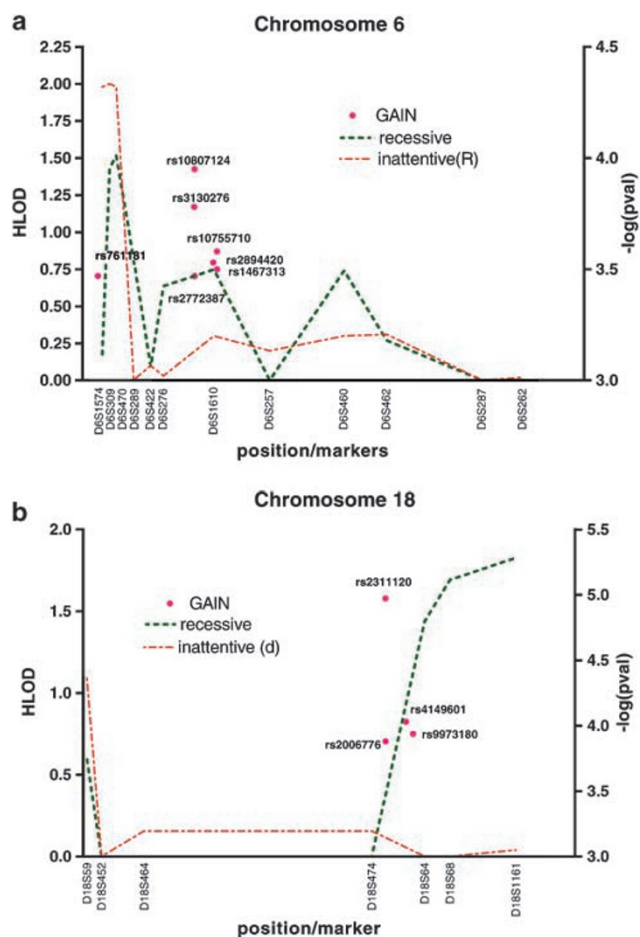 a
Chromosome 6
2.25
2.00
1.75
1.50
1.25
1.00
0.75
0.50
0.25
0.00
HLOD
4.5
4.0
3.5
3.0
-log(pval)
GAIN
recessive
inattentive(R)
rs10807124
rs3130276
rs10755710
rs761181
rs2894420
rs1467313
rs2772387
D6S1574
D6S309
D6S470
D6S289
D6S422
D6S276
D6S1610
D6S257
D6S460
D6S462
D6S287
D6S262
position/markers
b
Chromosome 18
2.0
1.5
1.0
0.5
0.0
HLOD
5.5
5.0
4.5
4.0
3.5
3.0
-log(pval)
GAIN
recessive
inattentive (d)
rs2311120
rs4149601
rs2006776
rs9973180
D18S59
D18S452
D18S464
D18S474
D18S64
D18S68
D18S1161
position/marker